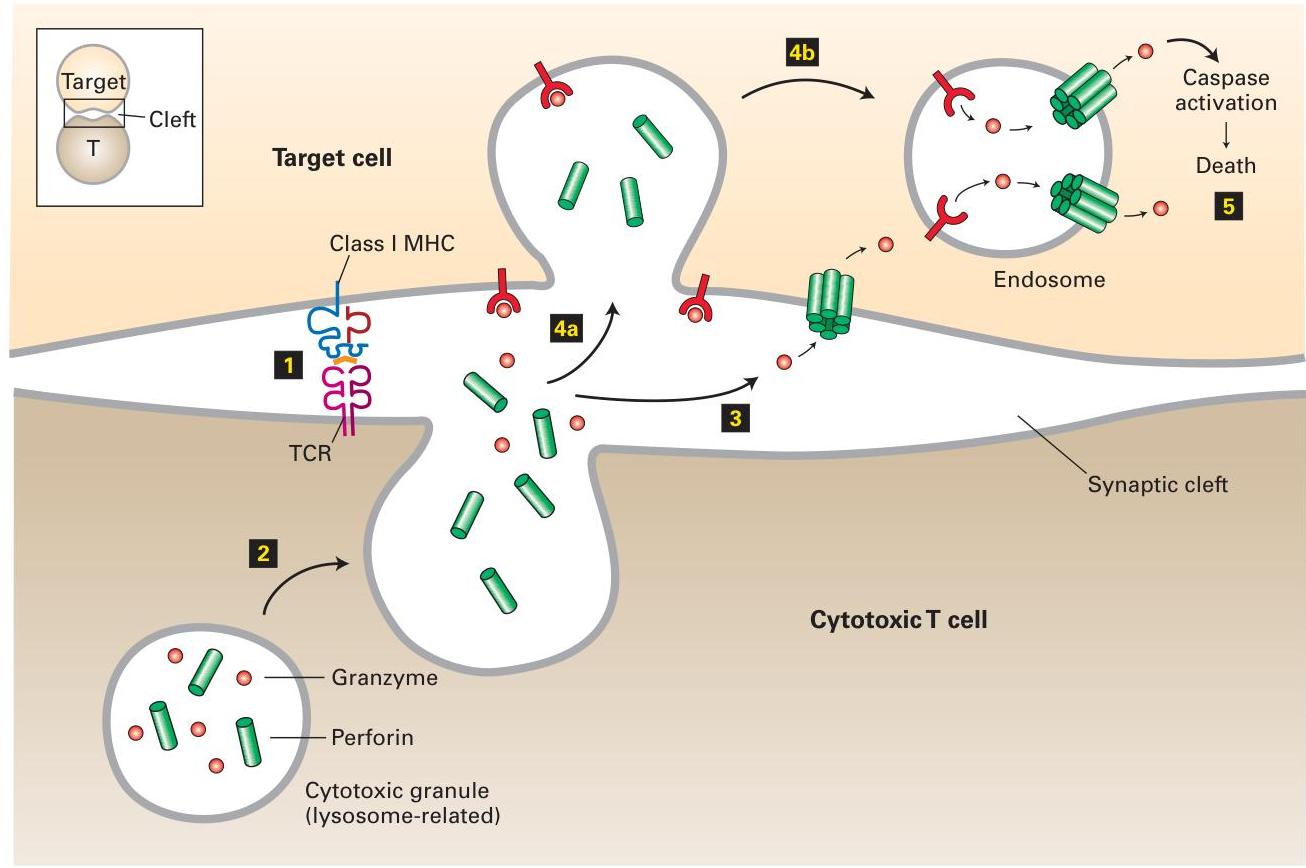 Target
Cleft
T
Target cell
4b
Caspase
activation
Death
5
Endosome
Class I MHC
1
TCR
4a
3
Synaptic cleft
2
Cytotoxic T cell
Granzyme
Perforin
Cytotoxic granule
(lysosome-related)